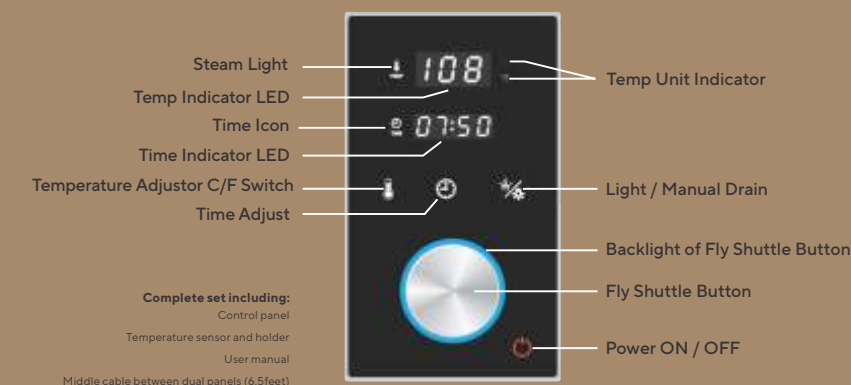 Steam Light
Temp Indicator LED
Time Icon
Time Indicator LED
Temperature Adjustor C/F Switch
Time Adjust
108
07:50
Temp Unit Indicator
Light / Manual Drain
Backlight of Fly Shuttle Button
Fly Shuttle Button
Power ON / OFF
Complete set including:
Control panel
Temperature sensor and holder
User manual
Middle cable between dual panels (6.5feet)